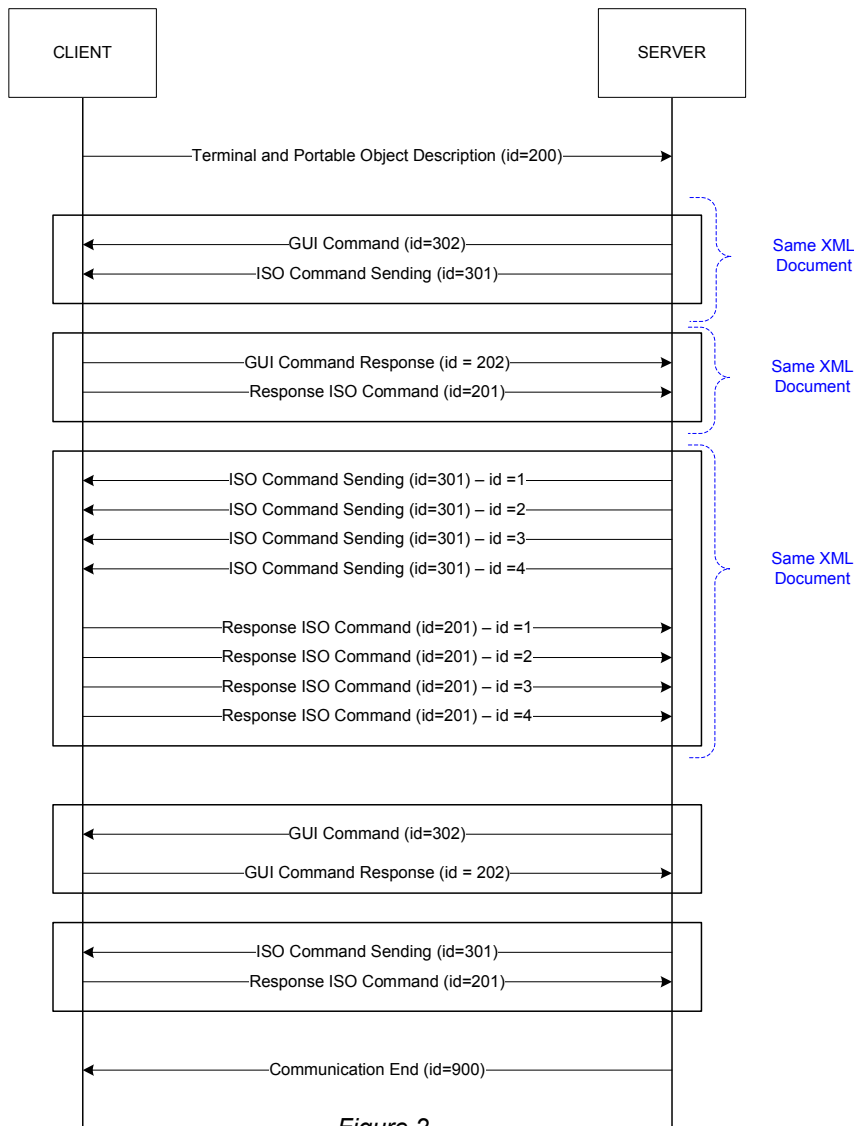 CLIENT
SERVER
Terminal and Portable Object Description (id=200)
GUI Command (id=302)
ISO Command Sending (id=301)
Same XML
Document
GUI Command Response (id = 202)
Response ISO Command (id=201)
Same XML
Document
ISO Command Sending (id=301) – id =1
ISO Command Sending (id=301) – id =2
ISO Command Sending (id=301) – id =3
ISO Command Sending (id=301) – id =4
Same XML
Document
Response ISO Command (id=201) – id =1
Response ISO Command (id=201) – id =2
Response ISO Command (id=201) – id =3
Response ISO Command (id=201) – id =4
GUI Command (id=302)
GUI Command Response (id = 202)
ISO Command Sending (id=301)
Response ISO Command (id=201)
Communication End (id=900)
Figure 2